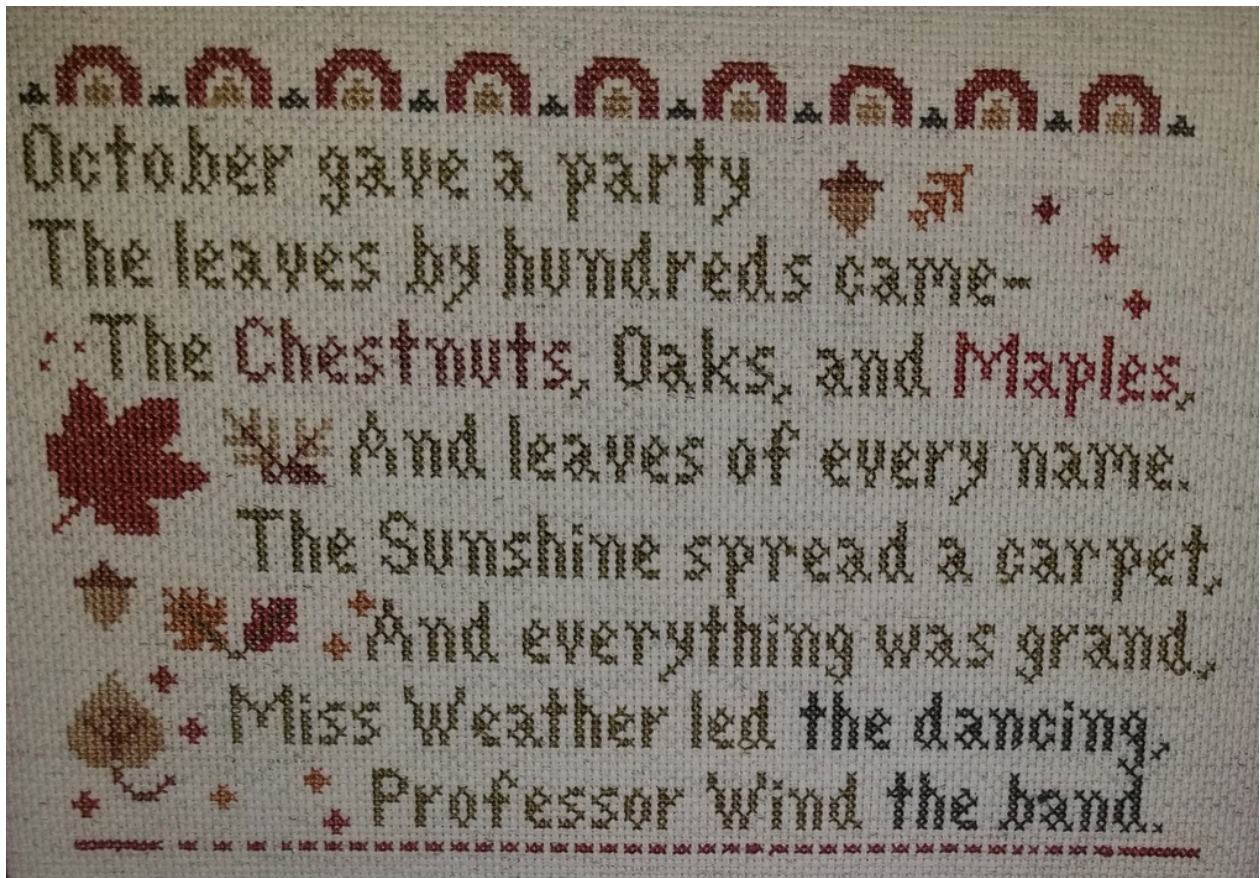 October gave a party
The leaves by hundreds came-
The Chestnuts, Oaks, and Maples,
And leaves of every name.
The Sunshine spread a carpet,
And everything was grand,
Miss Weather led the dancing,
Professor Wind the band.